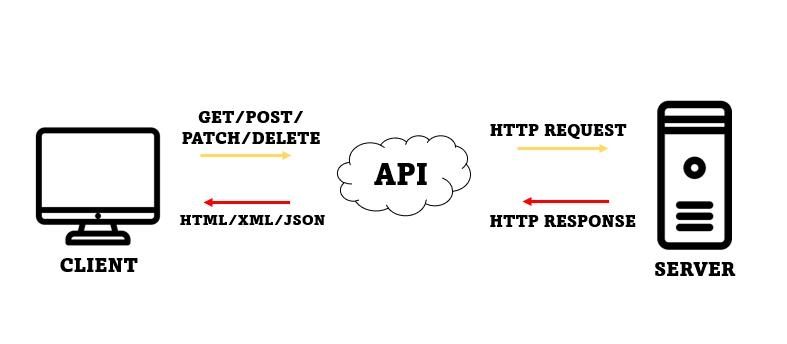 GET/POST/
PATCH/DELETE
HTML/XML/JSON
CLIENT
API
HTTP REQUEST
HTTP RESPONSE
SERVER